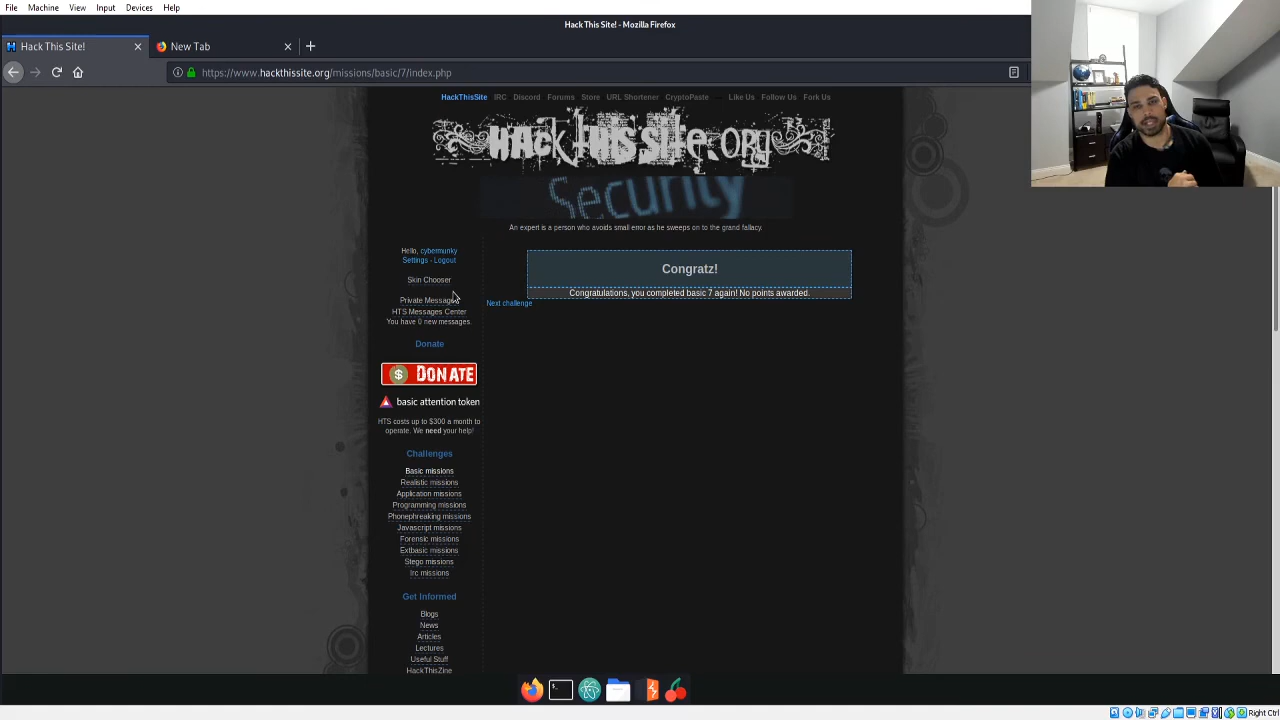 File Machine View Input Devices Help
Hack This Site! - Mozilla Firefox
Hack This Site!
New Tab
https://www.hackthissite.org/missions/basic/7/index.php
HackThisSite IRC Discord Forums Store URL Shortener CryptoPaste — Like Us Follow Us Fork Us
HACK THIS SITE.ORG
Security
An expert is a person who avoids small error as he sweeps on to the grand fallacy.
Hello, cybermunky
Settings - Logout
Skin Chooser
Private Messages
HTS Messages Center
You have 0 new messages.
Congratz!
Congratulations, you completed basic 7 again! No points awarded.
Next challenge
Donate
$ DONATE
basic attention token
HTS costs up to $300 a month to
operate. We need your help!
Challenges
Basic missions
Realistic missions
Application missions
Programming missions
Phonephreaking missions
Javascript missions
Forensic missions
Extbasic missions
Stego missions
Irc missions
Get Informed
Blogs
News
Articles
Lectures
Useful Stuff
HackThisZine
Right Ctrl